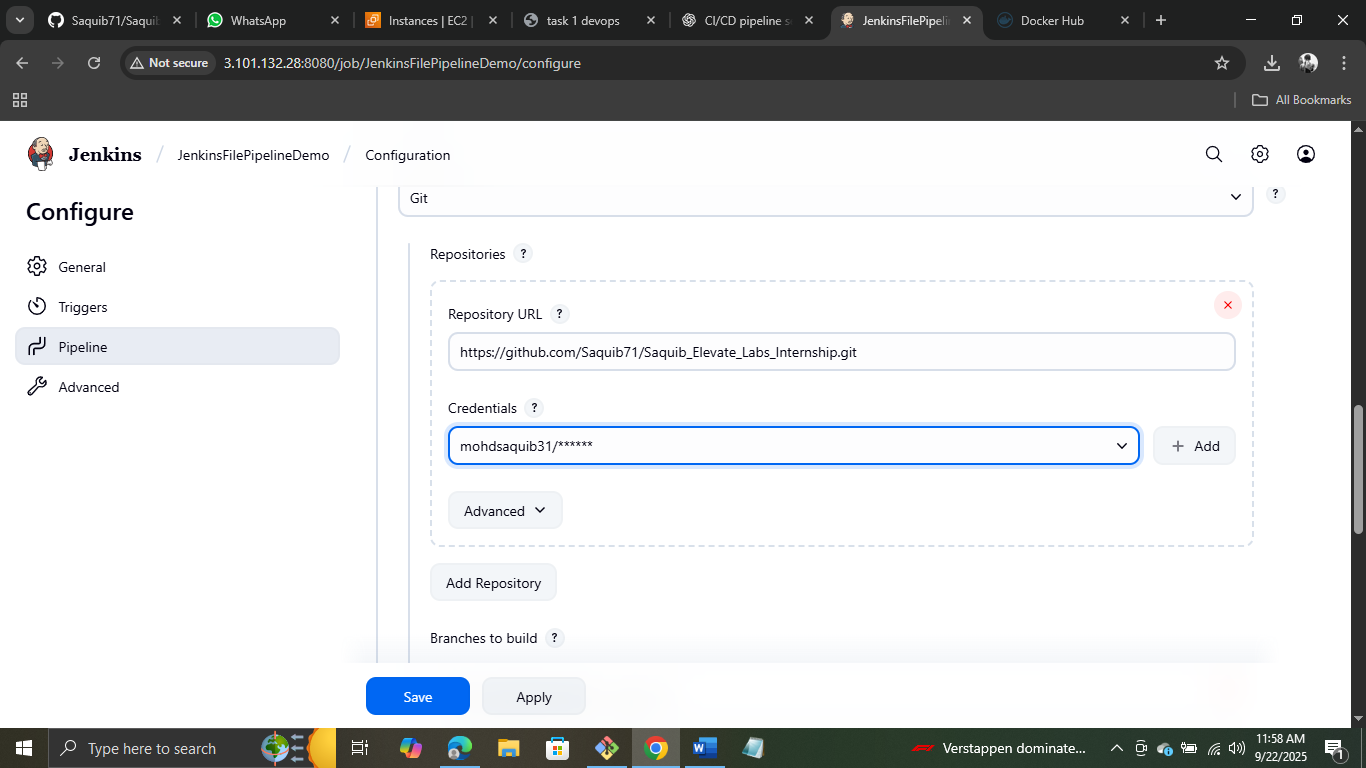 Saquib71/Saquib
WhatsApp
Instances | EC2 |
task 1 devops
CI/CD pipeline s
JenkinsFilePipelin
Docker Hub
Not secure
3.101.132.28:8080/job/JenkinsFilePipelineDemo/configure
All Bookmarks
Jenkins / JenkinsFilePipelineDemo / Configuration
Configure
General
Triggers
Pipeline
Advanced
Git
?
Repositories ?
Repository URL ?
https://github.com/Saquib71/Saquib_Elevate_Labs_Internship.git
Credentials ?
mohdsaquib31/******
+ Add
Advanced
Add Repository
Branches to build ?
Save
Apply
Type here to search
Verstappen dominate...
11:58 AM
9/22/2025
1